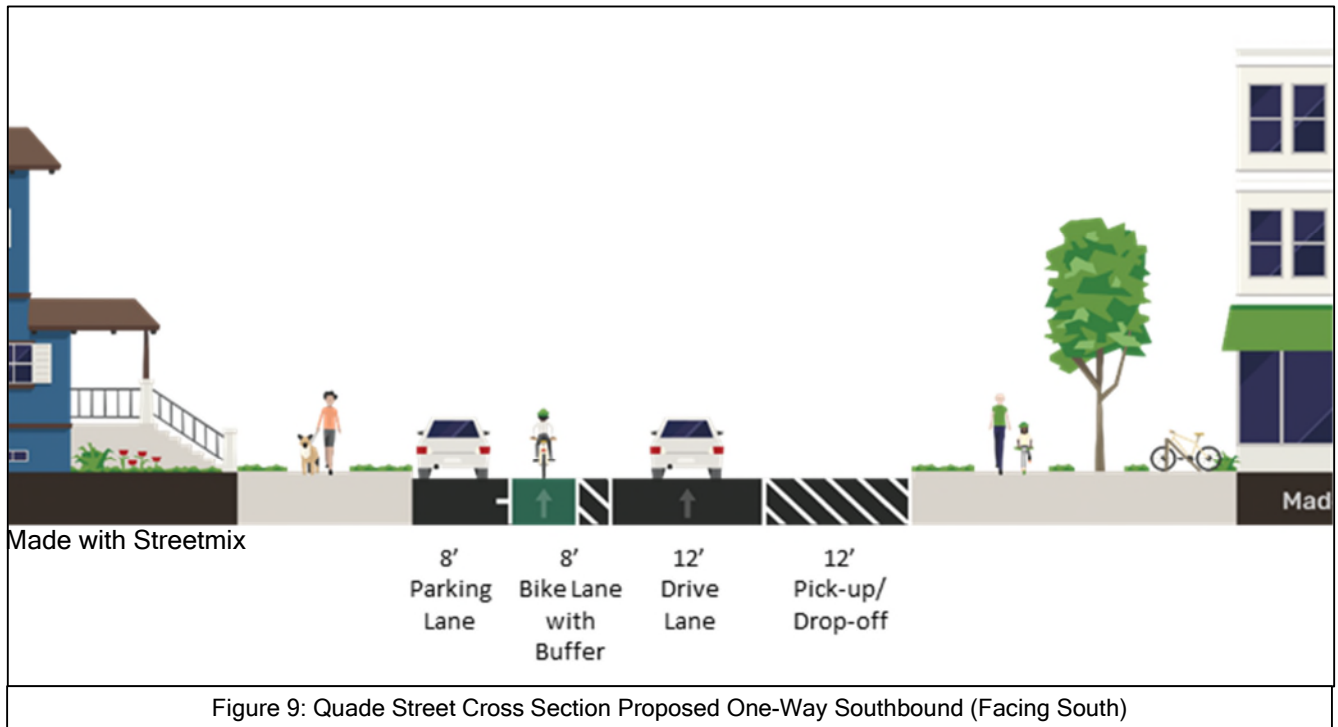 Mad
Made with Streetmix
8’
Parking
Lane
8’
Bike Lane
with
Buffer
12’
Drive
Lane
12’
Pick-up/
Drop-off
Figure 9: Quade Street Cross Section Proposed One-Way Southbound (Facing South)